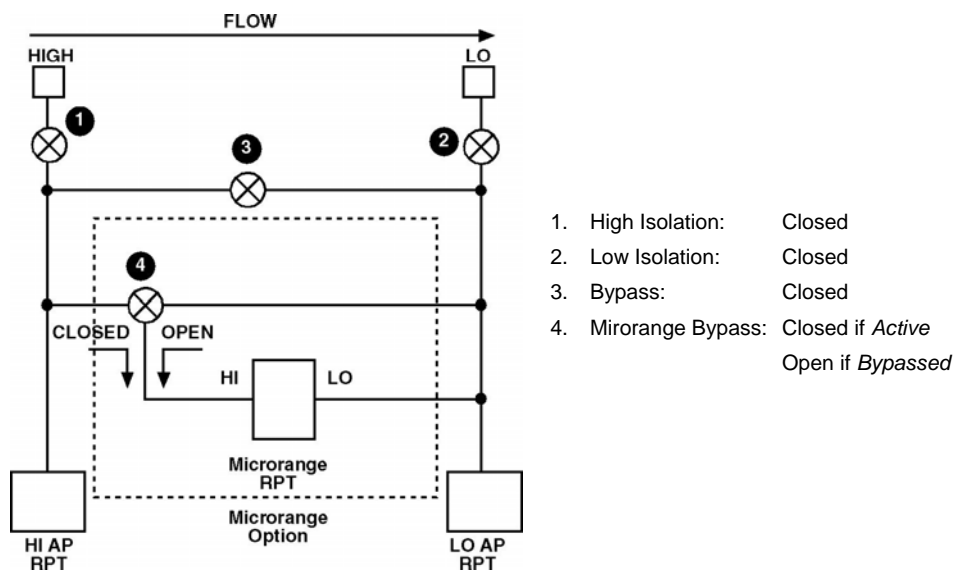 FLOW
HIGH
LO
1
2
3
4
CLOSED
OPEN
HI
LO
Microrange
RPT
Microrange
Option
HI AP
RPT
LO AP
RPT
1. High Isolation: Closed
2. Low Isolation: Closed
3. Bypass: Closed
4. Mirorange Bypass: Closed if Active
Open if Bypassed